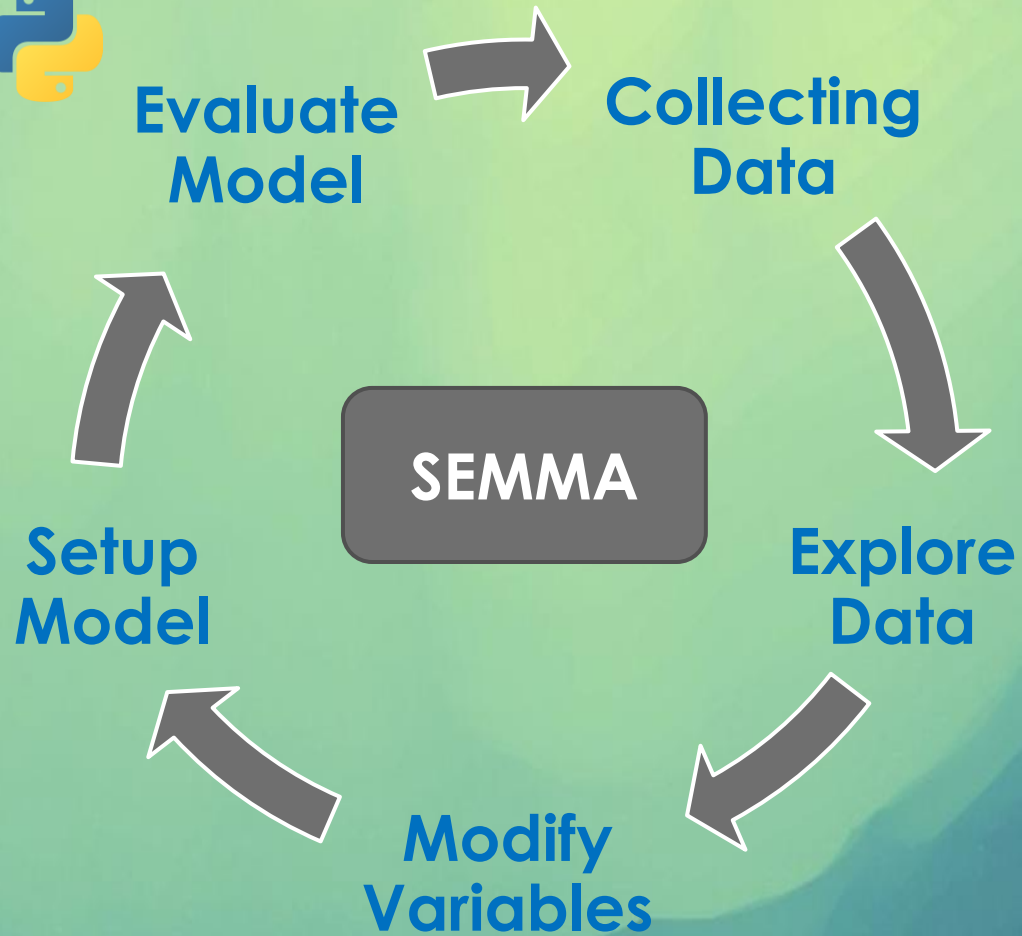 Evaluate
Model
Collecting
Data
SEMMA
Setup
Model
Explore
Data
Modify
Variables